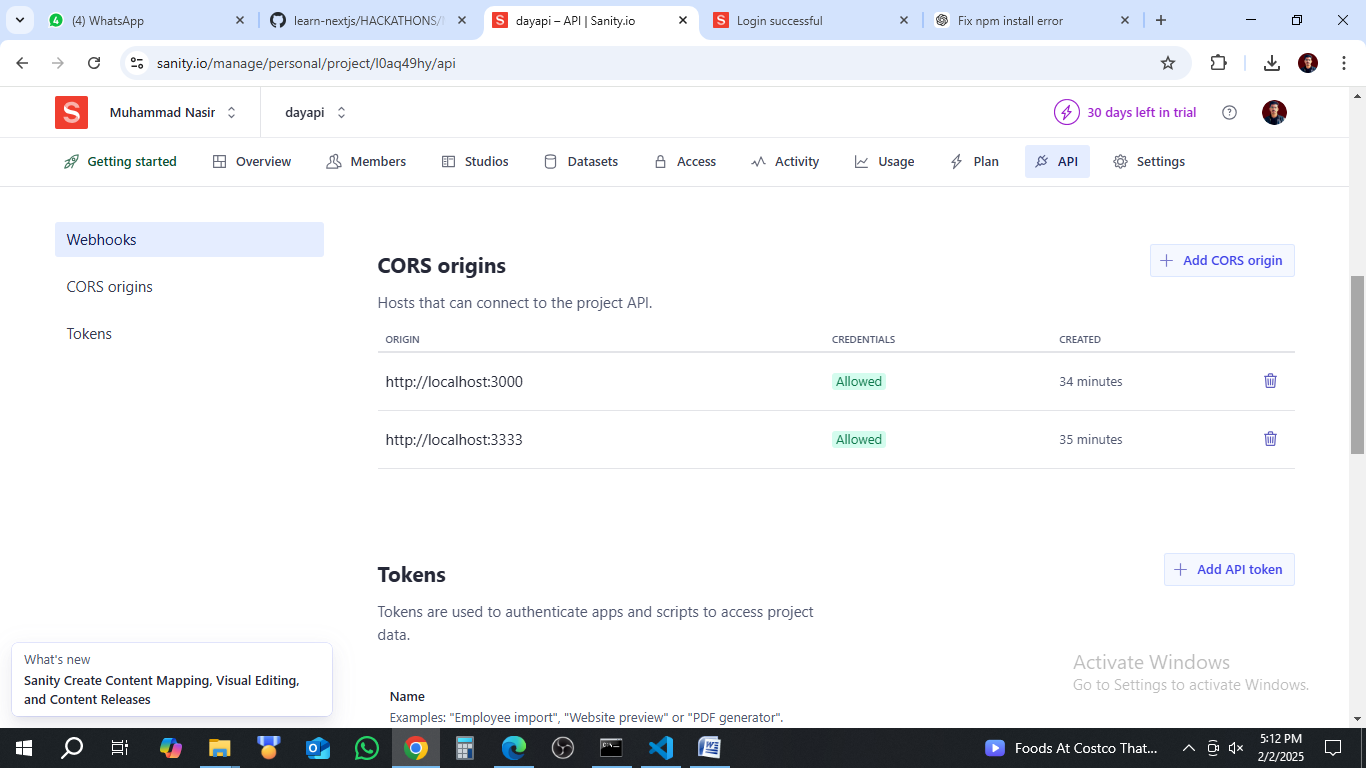 (4) WhatsApp
learn-nextjs/HACKATHONS/
dayapi – API | Sanity.io
Login successful
Fix npm install error
sanity.io/manage/personal/project/l0aq49hy/api
S
Muhammad Nasir
dayapi
30 days left in trial
Getting started
Overview
Members
Studios
Datasets
Access
Activity
Usage
Plan
API
Settings
Webhooks
CORS origins
Tokens
CORS origins
Add CORS origin
Hosts that can connect to the project API.
ORIGIN CREDENTIALS CREATED
http://localhost:3000 Allowed 34 minutes
http://localhost:3333 Allowed 35 minutes
Tokens
Add API token
Tokens are used to authenticate apps and scripts to access project
data.
Name
Examples: "Employee import", "Website preview" or "PDF generator".
What's new
Sanity Create Content Mapping, Visual Editing,
and Content Releases
Activate Windows
Go to Settings to activate Windows.
Foods At Costco That...
5:12 PM
2/2/2025